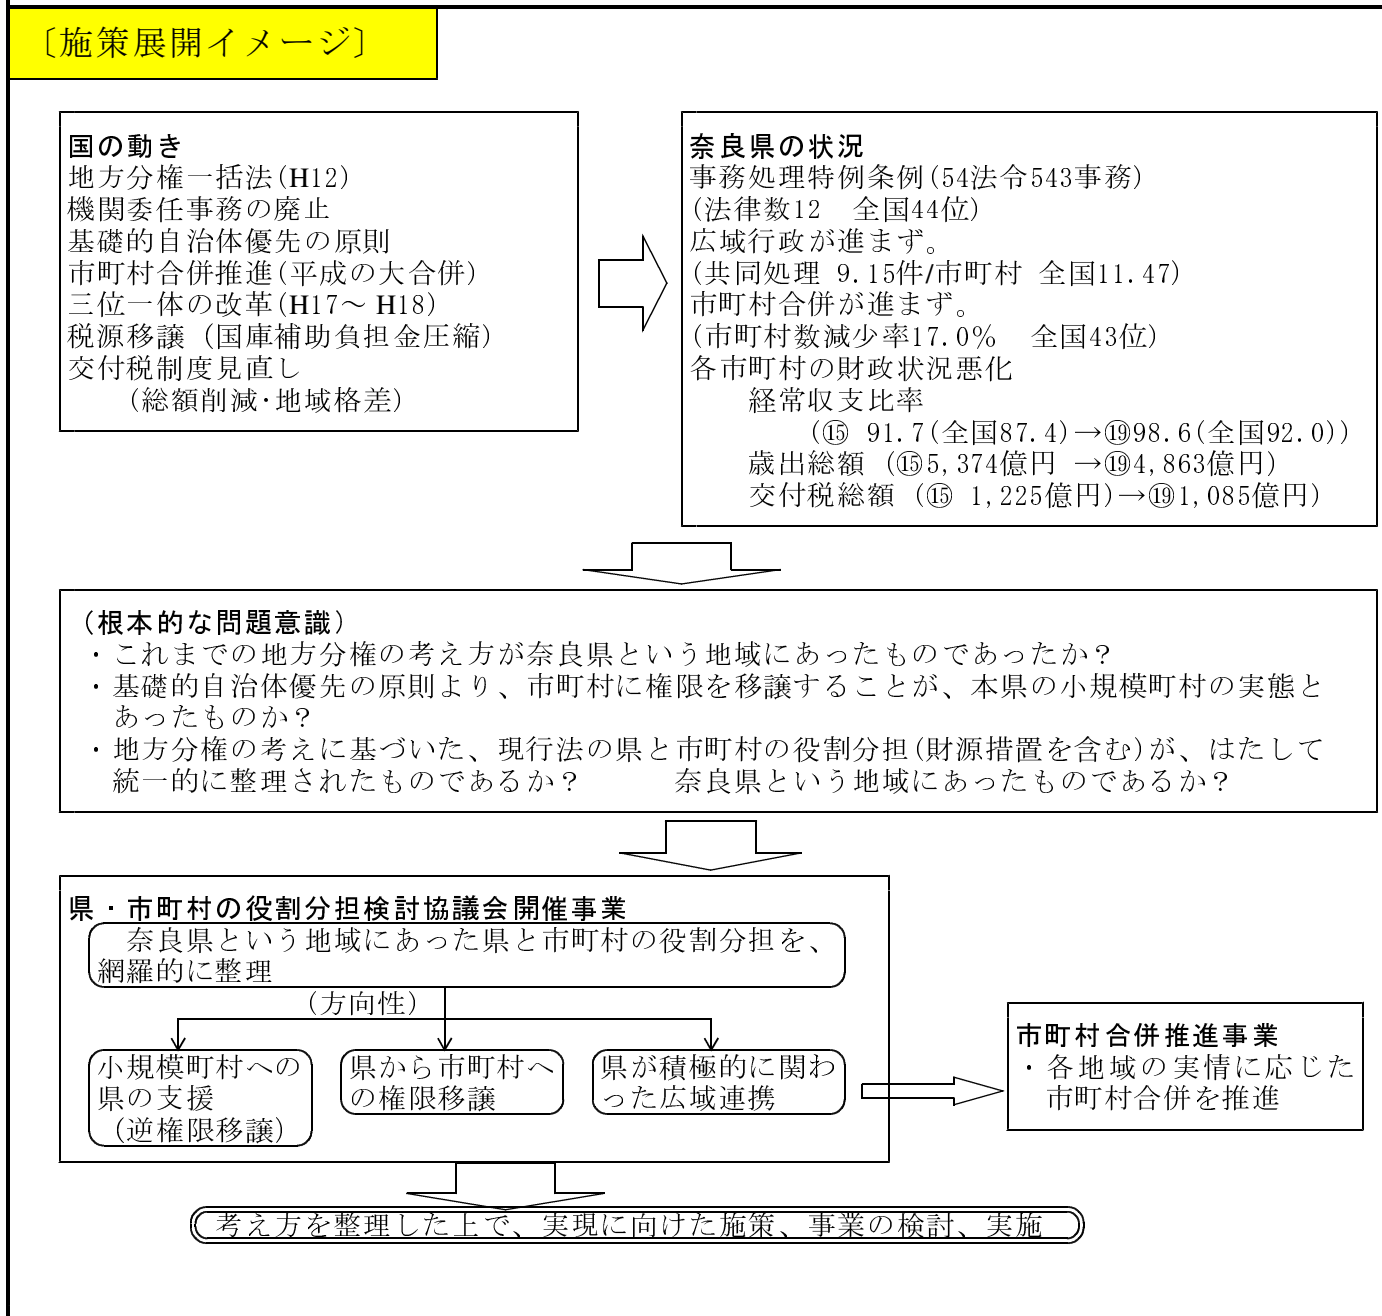 〔施策展開イメージ〕
国の動き
地方分権一括法(H12)
機関委任事務の廃止
基礎的自治体優先の原則
市町村合併推進(平成の大合併)
三位一体の改革(H17～H18)
税源移譲（国庫補助負担金圧縮）
交付税制度見直し
（総額削減･地域格差）
奈良県の状況
事務処理特例条例(54法令543事務)
(法律数12　全国44位)
広域行政が進まず。
(共同処理 9.15件/市町村 全国11.47)
市町村合併が進まず。
(市町村数減少率17.0％　全国43位)
各市町村の財政状況悪化
経常収支比率
(⑮ 91.7(全国87.4)→⑲98.6(全国92.0))
歳出総額（⑮5,374億円 →⑲4,863億円）
交付税総額（⑮ 1,225億円)→⑲1,085億円）
（根本的な問題意識）
・これまでの地方分権の考え方が奈良県という地域にあったものであったか？
・基礎的自治体優先の原則より、市町村に権限を移譲することが、本県の小規模町村の実態と
あったものか？
・地方分権の考えに基づいた、現行法の県と市町村の役割分担(財源措置を含む)が、はたして
統一的に整理されたものであるか？　　　奈良県という地域にあったものであるか？
県・市町村の役割分担検討協議会開催事業
奈良県という地域にあった県と市町村の役割分担を、
網羅的に整理
（方向性）
小規模町村への
県の支援
（逆権限移譲）
県から市町村へ
の権限移譲
県が積極的に関わ
った広域連携
市町村合併推進事業
・各地域の実情に応じた
市町村合併を推進
考え方を整理した上で、実現に向けた施策、事業の検討、実施